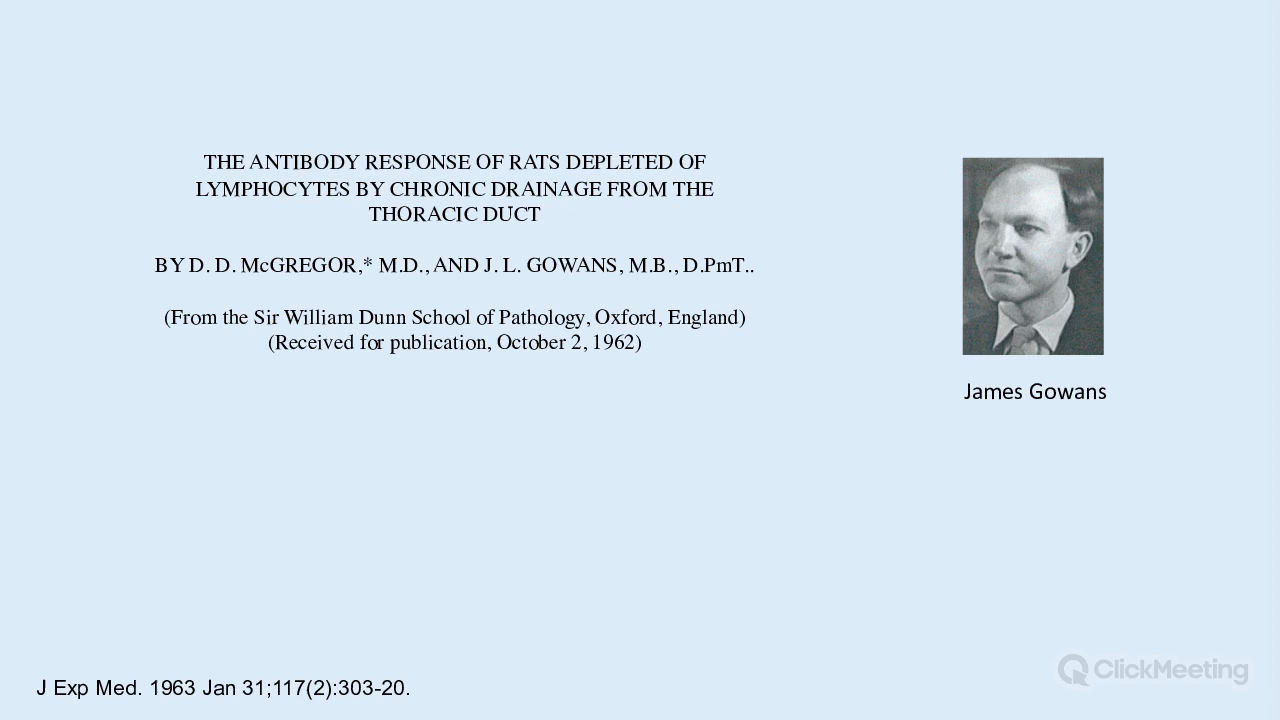 THE ANTIBODY RESPONSE OF RATS DEPLETED OF
LYMPHOCYTES BY CHRONIC DRAINAGE FROM THE
THORACIC DUCT
BY D. D. McGREGOR,* M.D., AND J. L. GOWANS, M.B., D.PmT..
(From the Sir William Dunn School of Pathology, Oxford, England)
(Received for publication, October 2, 1962)
James Gowans
J Exp Med. 1963 Jan 31;117(2):303-20.
ClickMeeting